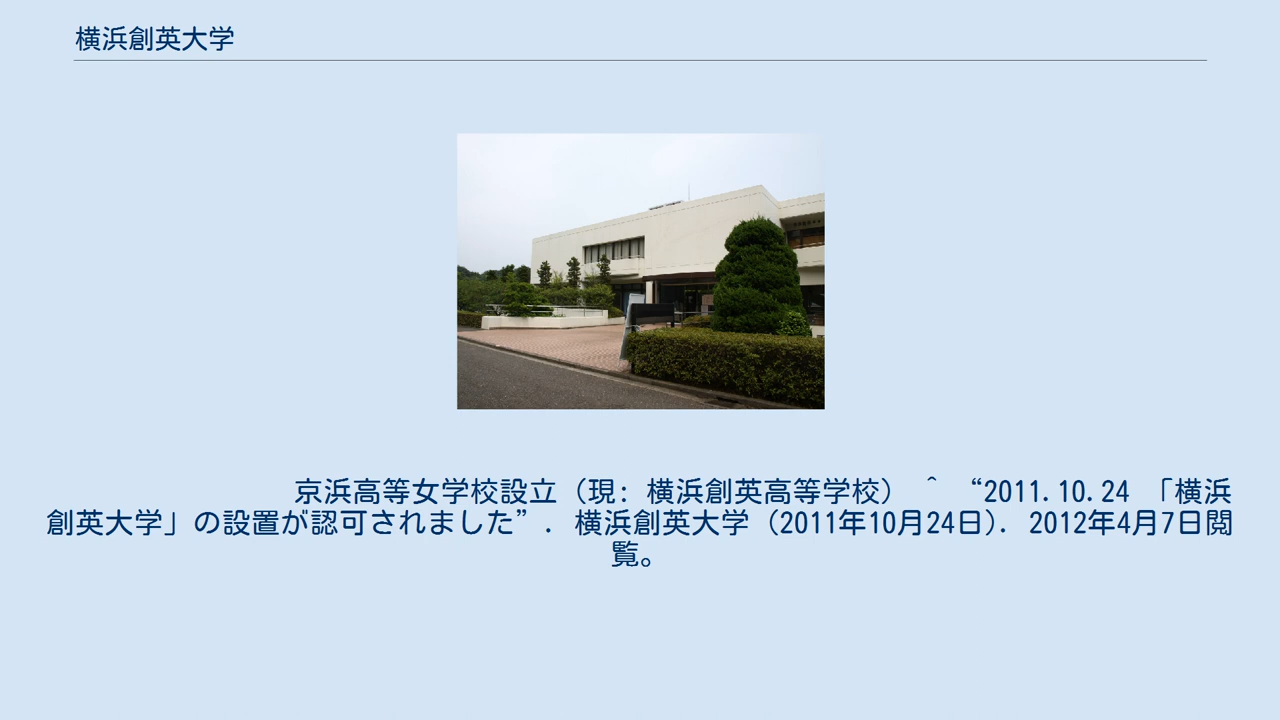 横浜創英大学
京浜高等女学校設立（現: 横浜創英高等学校） ^ “2011.10.24 「横浜
創英大学」の設置が認可されました”. 横浜創英大学 (2011年10月24日). 2012年4月7日閲
覧。